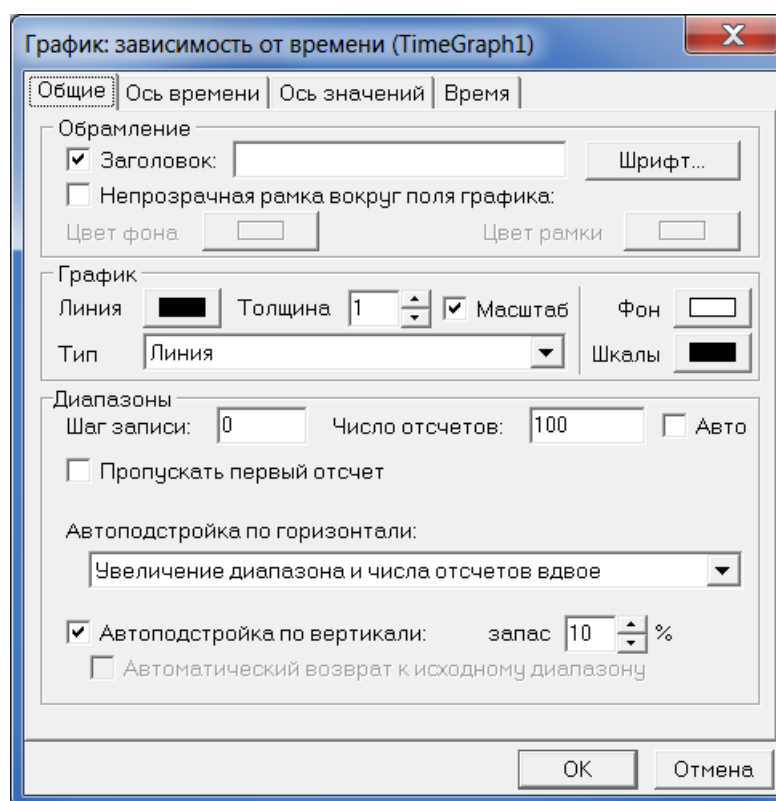 График: зависимость от времени (TimeGraph1)
Общие Ось времени Ось значений Время
Обрамление
Заголовок: Шрифт...
Непрозрачная рамка вокруг поля графика:
Цвет фона Цвет рамки
График
Линия Толщина 1 Масштаб Фон
Тип Линия Шкалы
Диапазоны
Шаг записи: 0 Число отсчетов: 100 Авто
Пропускать первый отсчет
Автоподстройка по горизонтали:
Увеличение диапазона и числа отсчетов вдвое
Автоподстройка по вертикали: запас 10 %
Автоматический возврат к исходному диапазону
OK Отмена